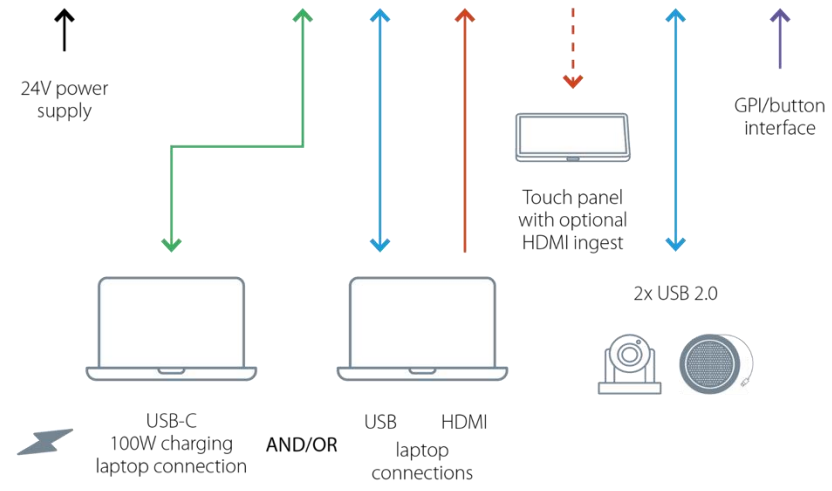 24V power
supply
GPI/button
interface
Touch panel
with optional
HDMI ingest
2x USB 2.0
USB-C
100W charging
laptop connection
AND/OR
USB HDMI
laptop
connections